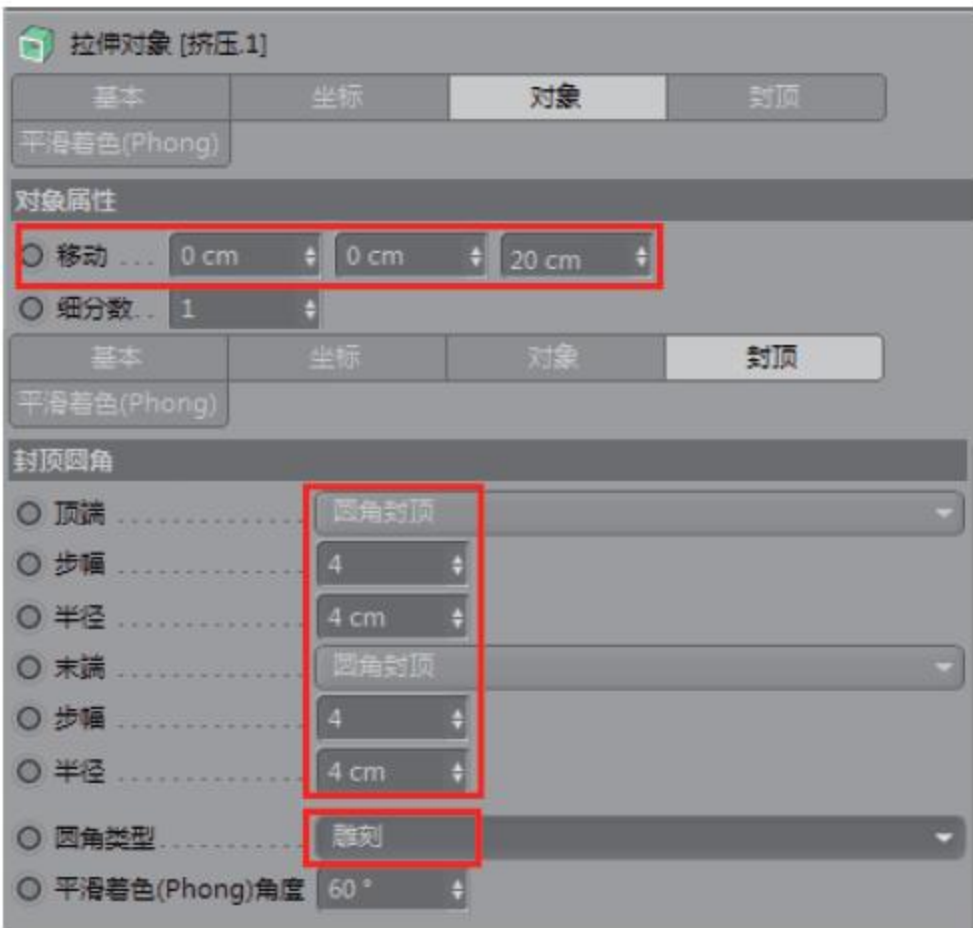 拉伸对象 [挤压.1]
基本 坐标 对象 封顶
平滑着色(Phong)
对象属性
移动 . . . 0 cm 0 cm 20 cm
细分数. . 1
基本 坐标 对象 封顶
平滑着色(Phong)
封顶圆角
顶端 . . . . . . . . . . . . . . 圆角封顶
步幅 . . . . . . . . . . . . . . 4
半径 . . . . . . . . . . . . . . 4 cm
末端 . . . . . . . . . . . . . . 圆角封顶
步幅 . . . . . . . . . . . . . . 4
半径 . . . . . . . . . . . . . . 4 cm
圆角类型. . . . . . . . . . . 雕刻
平滑着色(Phong)角度 60 °